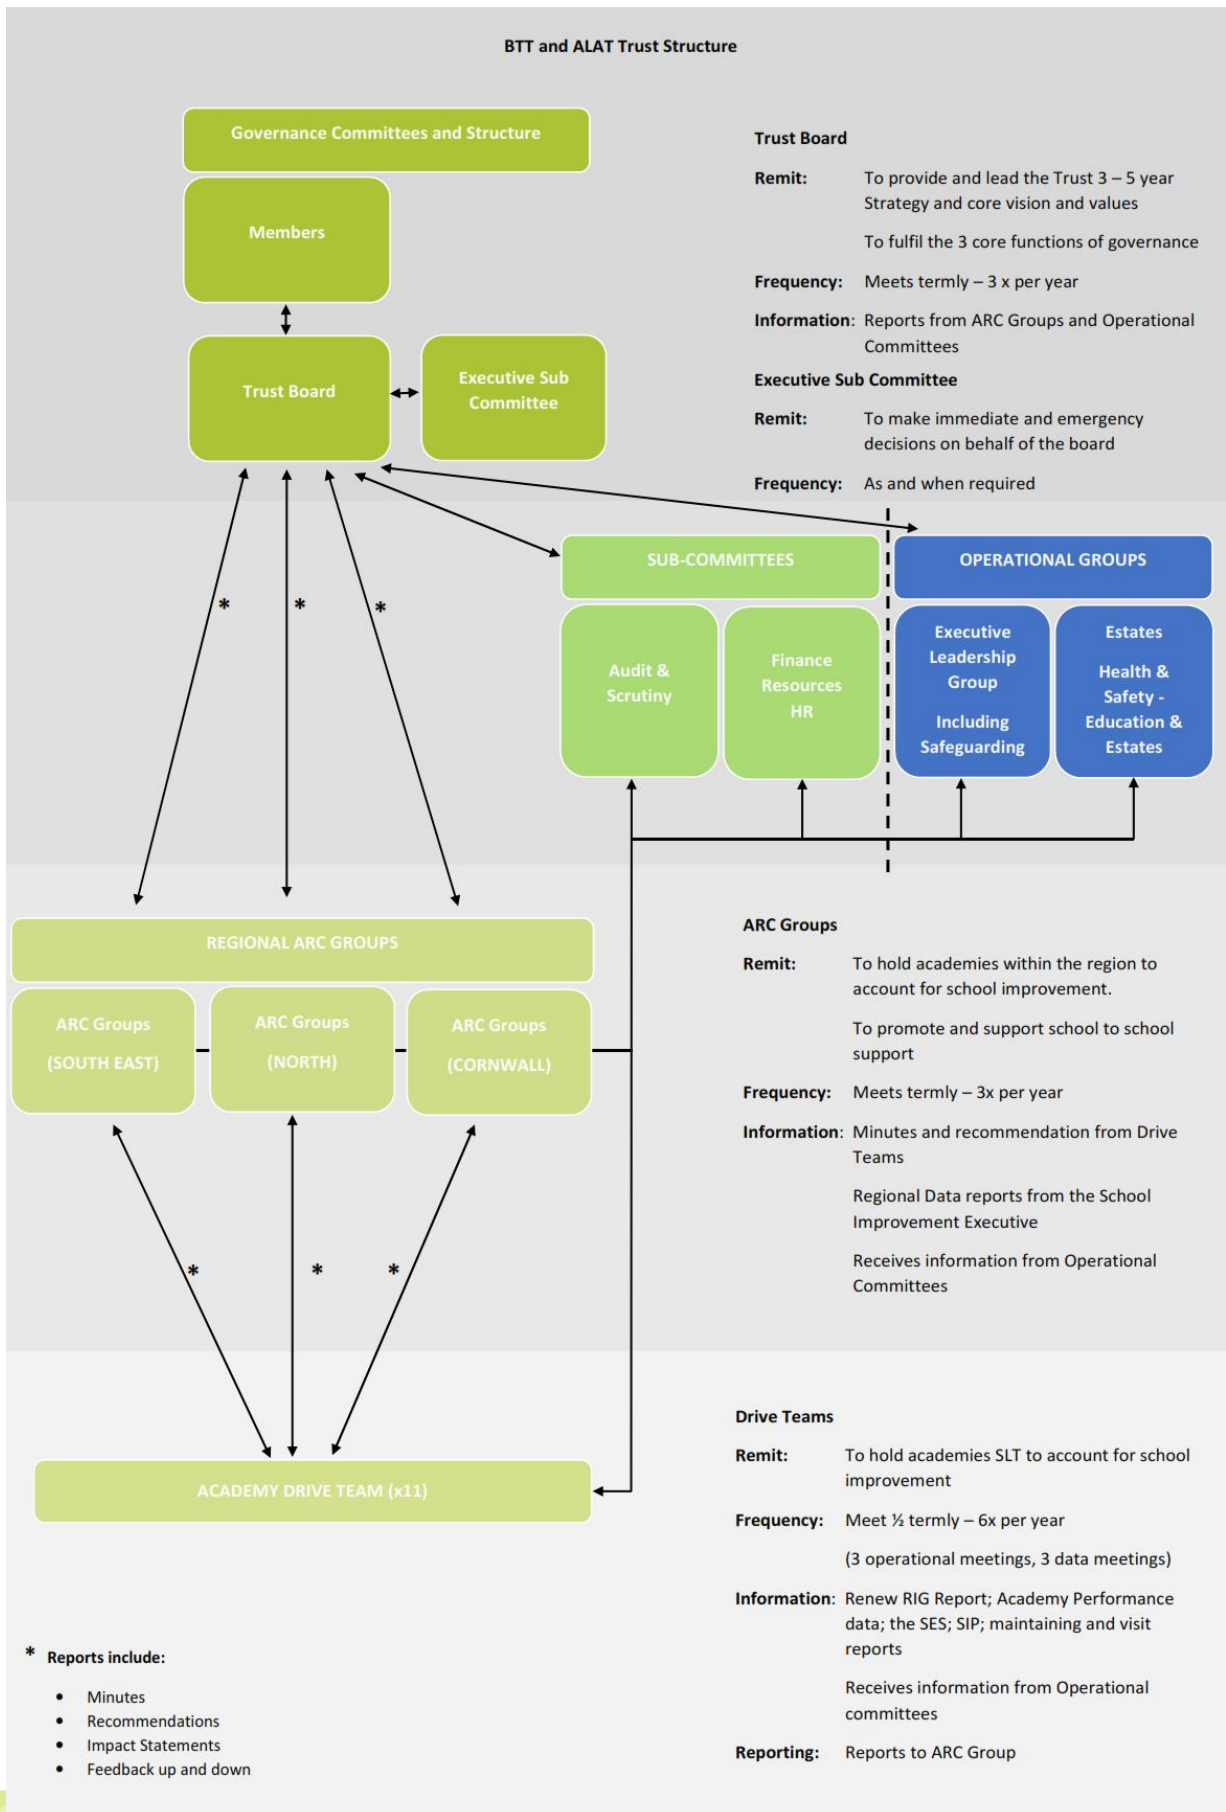 BTT and ALAT Trust Structure
Governance Committees and Structure
Members
Trust Board
Executive Sub
Committee
Trust Board
Remit: To provide and lead the Trust 3 – 5 year
Strategy and core vision and values
To fulfil the 3 core functions of governance
Frequency: Meets termly – 3 x per year
Information: Reports from ARC Groups and Operational
Committees
Executive Sub Committee
Remit: To make immediate and emergency
decisions on behalf of the board
Frequency: As and when required
SUB-COMMITTEES
Audit &
Scrutiny
Finance
Resources
HR
OPERATIONAL GROUPS
Executive
Leadership
Group
Including
Safeguarding
Estates
Health &
Safety -
Education &
Estates
* * *
REGIONAL ARC GROUPS
ARC Groups
(SOUTH EAST)
ARC Groups
(NORTH)
ARC Groups
(CORNWALL)
ARC Groups
Remit: To hold academies within the region to
account for school improvement.
To promote and support school to school
support
Frequency: Meets termly – 3x per year
Information: Minutes and recommendation from Drive
Teams
Regional Data reports from the School
Improvement Executive
Receives information from Operational
Committees
* * *
ACADEMY DRIVE TEAM (x11)
Drive Teams
Remit: To hold academies SLT to account for school
improvement
Frequency: Meet ½ termly – 6x per year
(3 operational meetings, 3 data meetings)
Information: Renew RIG Report; Academy Performance
data; the SES; SIP; maintaining and visit
reports
Receives information from Operational
committees
Reporting: Reports to ARC Group
* Reports include:
• Minutes
• Recommendations
• Impact Statements
• Feedback up and down